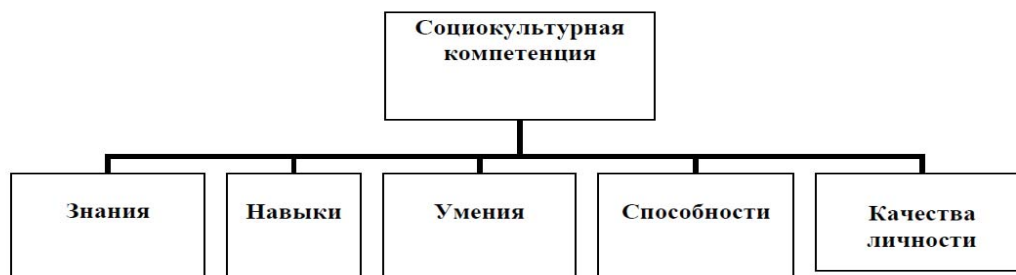 Социокультурная
компетенция
Знания
Навыки
Умения
Способности
Качества
личности